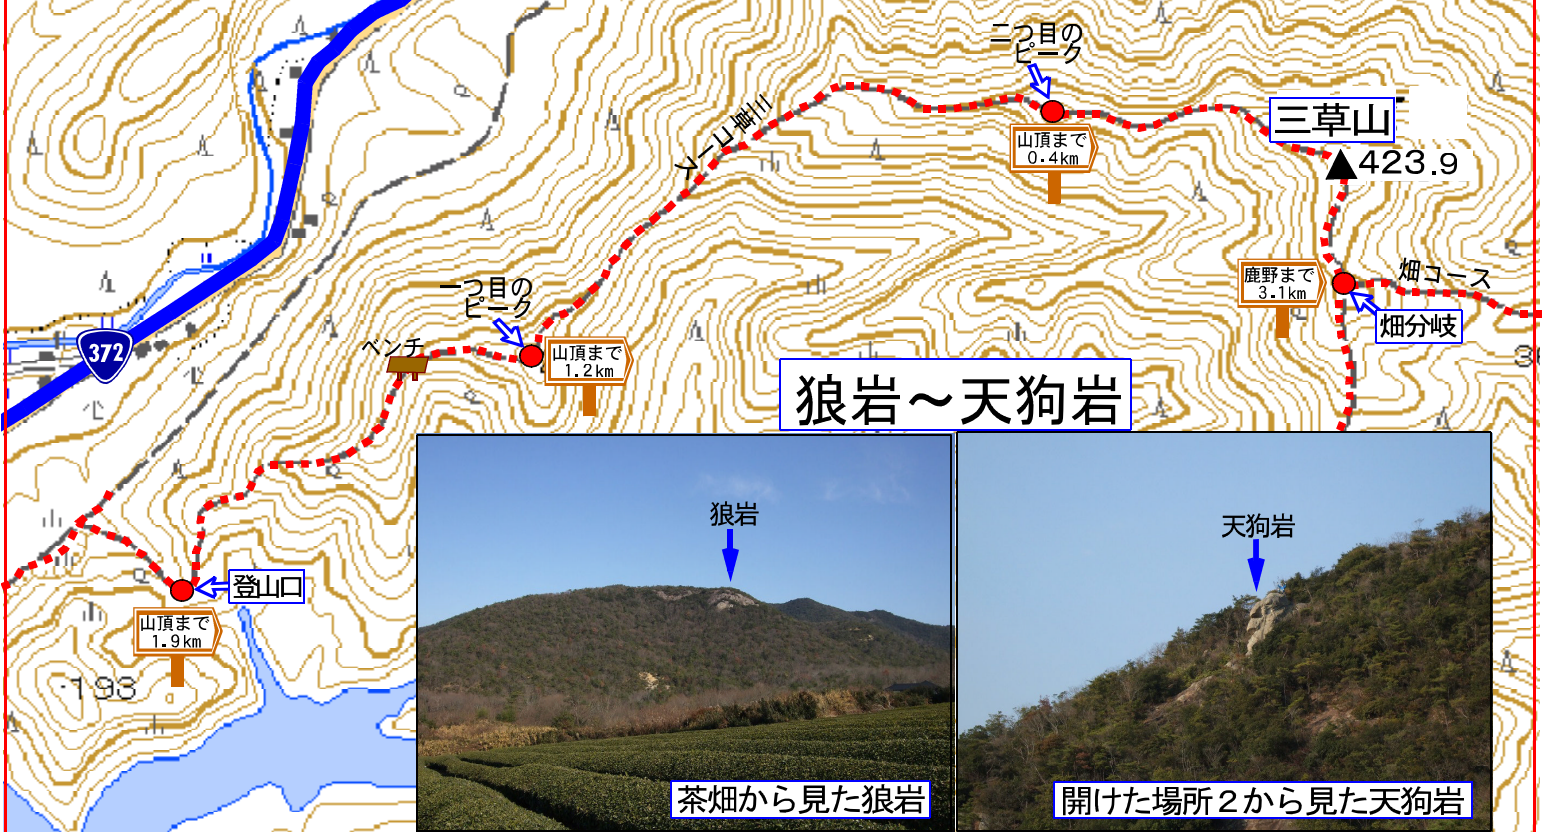 二つ目の
ピーク
三草コース
三草山
423.9
山頂まで
0.4km
鹿野まで
3.1km
畑コース
畑分岐
一つ目の
ピーク
ベンチ
山頂まで
1.2km
372
狼岩～天狗岩
登山口
山頂まで
1.9km
193
狼岩
茶畑から見た狼岩
天狗岩
開けた場所２から見た天狗岩